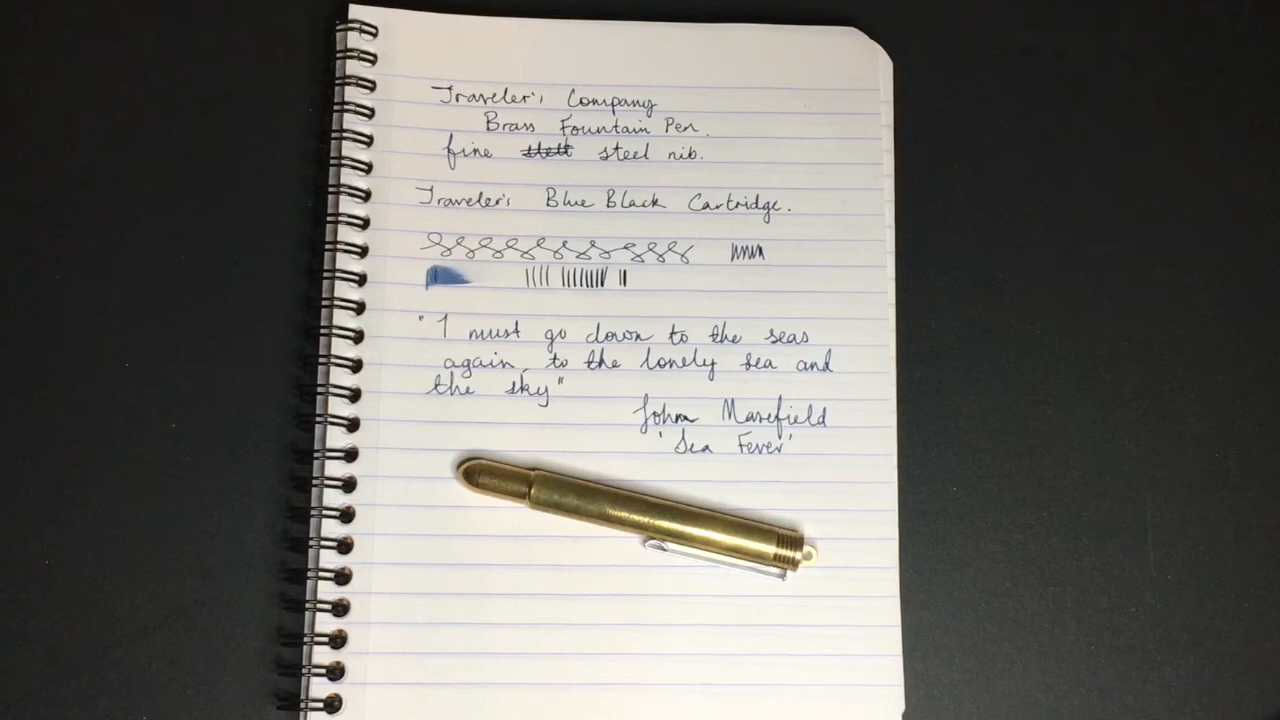 Traveler's Company
Brass Fountain Pen.
fine steel nib.
Traveler's Blue Black Cartridge.
"I must go down to the seas
again, to the lonely sea and
the sky"
John Masefield
'Sea Fever'